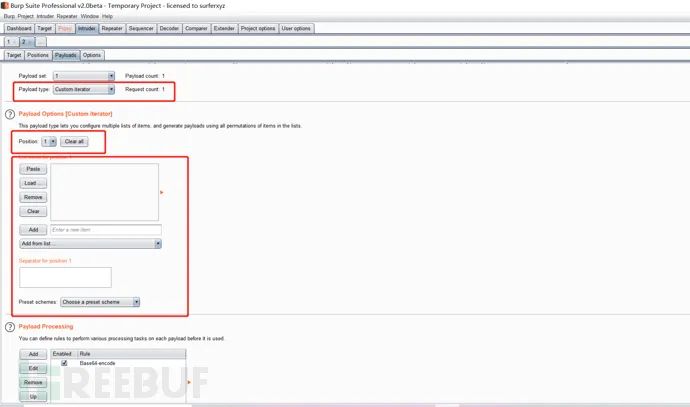 Burp Suite Professional v2.0beta - Temporary Project - licensed to surferxyz
Burp Project Intruder Repeater Window Help
Dashboard Target Proxy Intruder Repeater Sequencer Decoder Comparer Extender Project options User options
1 × 2 × ...
Target Positions Payloads Options
Payload set: 1 Payload count: 1
Payload type: Custom iterator Request count: 1
? Payload Options [Custom iterator]
This payload type lets you configure multiple lists of items, and generate payloads using all permutations of items in the lists.
Position: 1 Clear all
Paste
Load ...
Remove
Clear
Add Enter a new item
Add from list ...
Separator for position 1
Preset schemes: Choose a preset scheme
? Payload Processing
You can define rules to perform various processing tasks on each payload before it is used.
Add Enabled Rule
Edit Base64-encode
Remove
Up
REEBUF